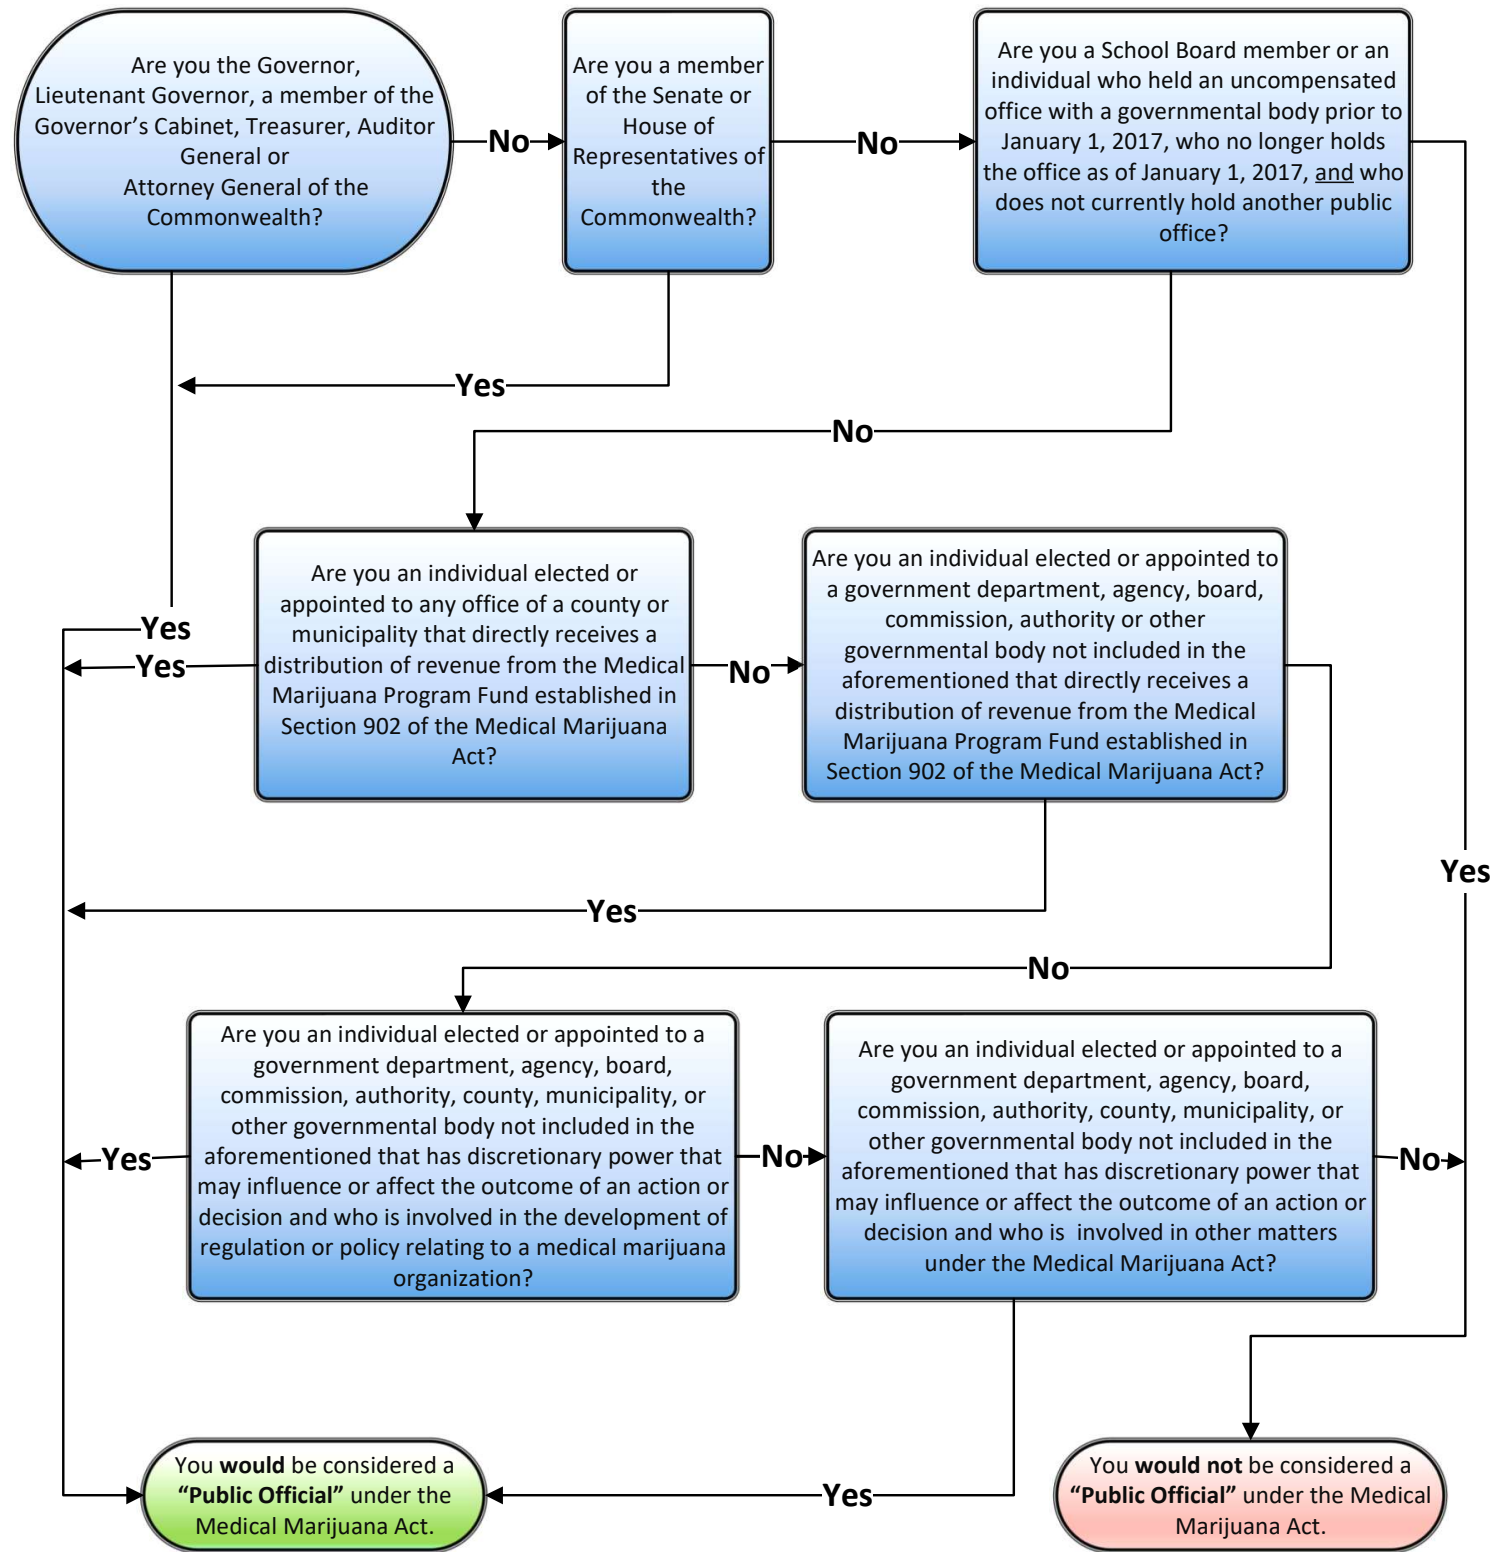 Are you the Governor,
Lieutenant Governor, a member of the
Governor’s Cabinet, Treasurer, Auditor
General or
Attorney General of the
Commonwealth?
No
Are you a member
of the Senate or
House of
Representatives of
the
Commonwealth?
No
Are you a School Board member or an
individual who held an uncompensated
office with a governmental body prior to
January 1, 2017, who no longer holds
the office as of January 1, 2017, and who
does not currently hold another public
office?
Yes
No
Yes
Yes
Are you an individual elected or
appointed to any office of a county or
municipality that directly receives a
distribution of revenue from the Medical
Marijuana Program Fund established in
Section 902 of the Medical Marijuana
Act?
No
Are you an individual elected or appointed to
a government department, agency, board,
commission, authority or other
governmental body not included in the
aforementioned that directly receives a
distribution of revenue from the Medical
Marijuana Program Fund established in
Section 902 of the Medical Marijuana Act?
Yes
Yes
No
Yes
Are you an individual elected or appointed to a
government department, agency, board,
commission, authority, county, municipality, or
other governmental body not included in the
aforementioned that has discretionary power that
may influence or affect the outcome of an action or
decision and who is involved in the development of
regulation or policy relating to a medical marijuana
organization?
No
Are you an individual elected or appointed to a
government department, agency, board,
commission, authority, county, municipality, or
other governmental body not included in the
aforementioned that has discretionary power that
may influence or affect the outcome of an action or
decision and who is  involved in other matters
under the Medical Marijuana Act?
No
You would be considered a
“Public Official” under the
Medical Marijuana Act.
Yes
You would not be considered a
“Public Official” under the Medical
Marijuana Act.